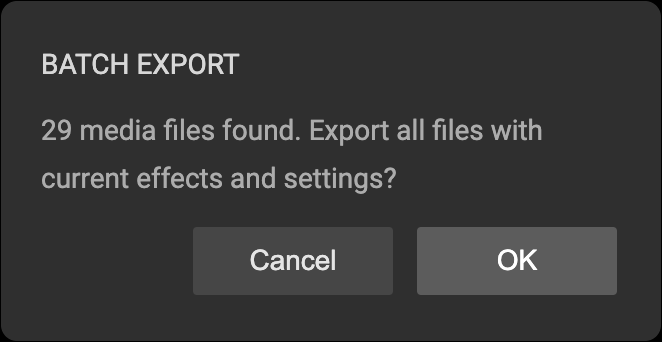 BATCH EXPORT
29 media files found. Export all files with
current effects and settings?
Cancel
OK